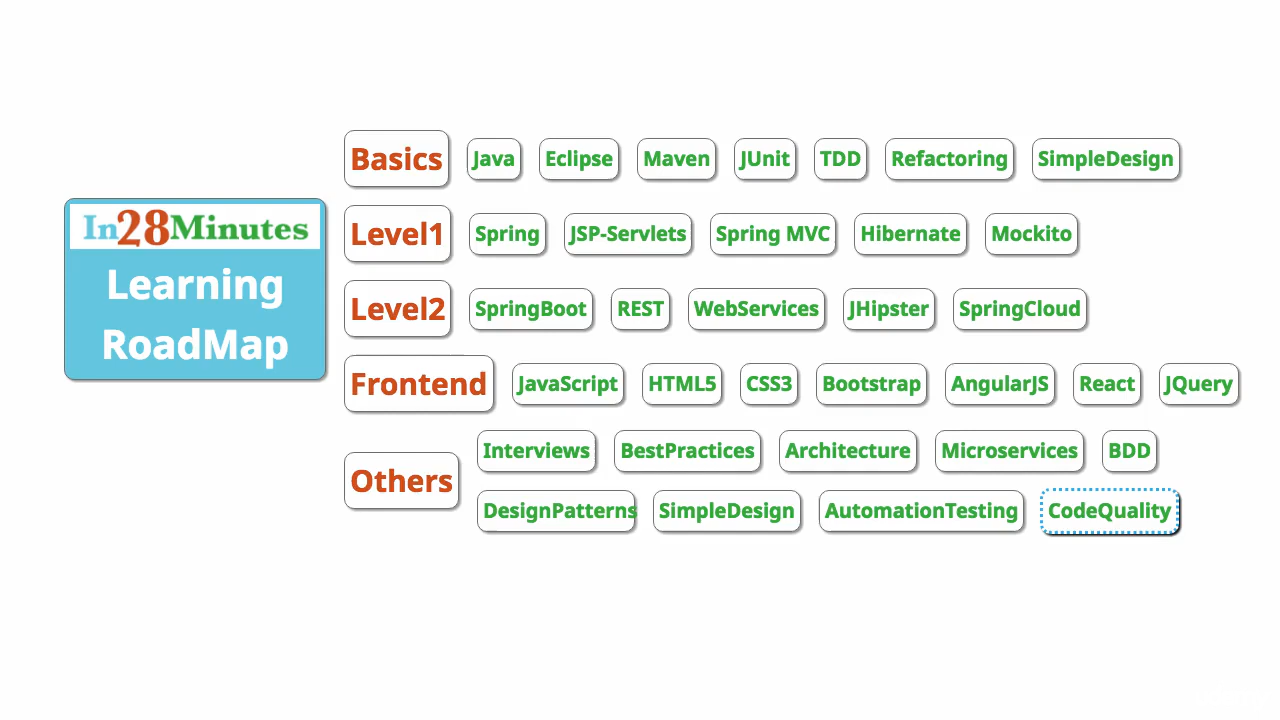 In28Minutes
Learning
RoadMap
Basics Java Eclipse Maven JUnit TDD Refactoring SimpleDesign
Level1 Spring JSP-Servlets Spring MVC Hibernate Mockito
Level2 SpringBoot REST WebServices JHipster SpringCloud
Frontend JavaScript HTML5 CSS3 Bootstrap AngularJS React JQuery
Others
Interviews BestPractices Architecture Microservices BDD
DesignPatterns SimpleDesign AutomationTesting CodeQuality